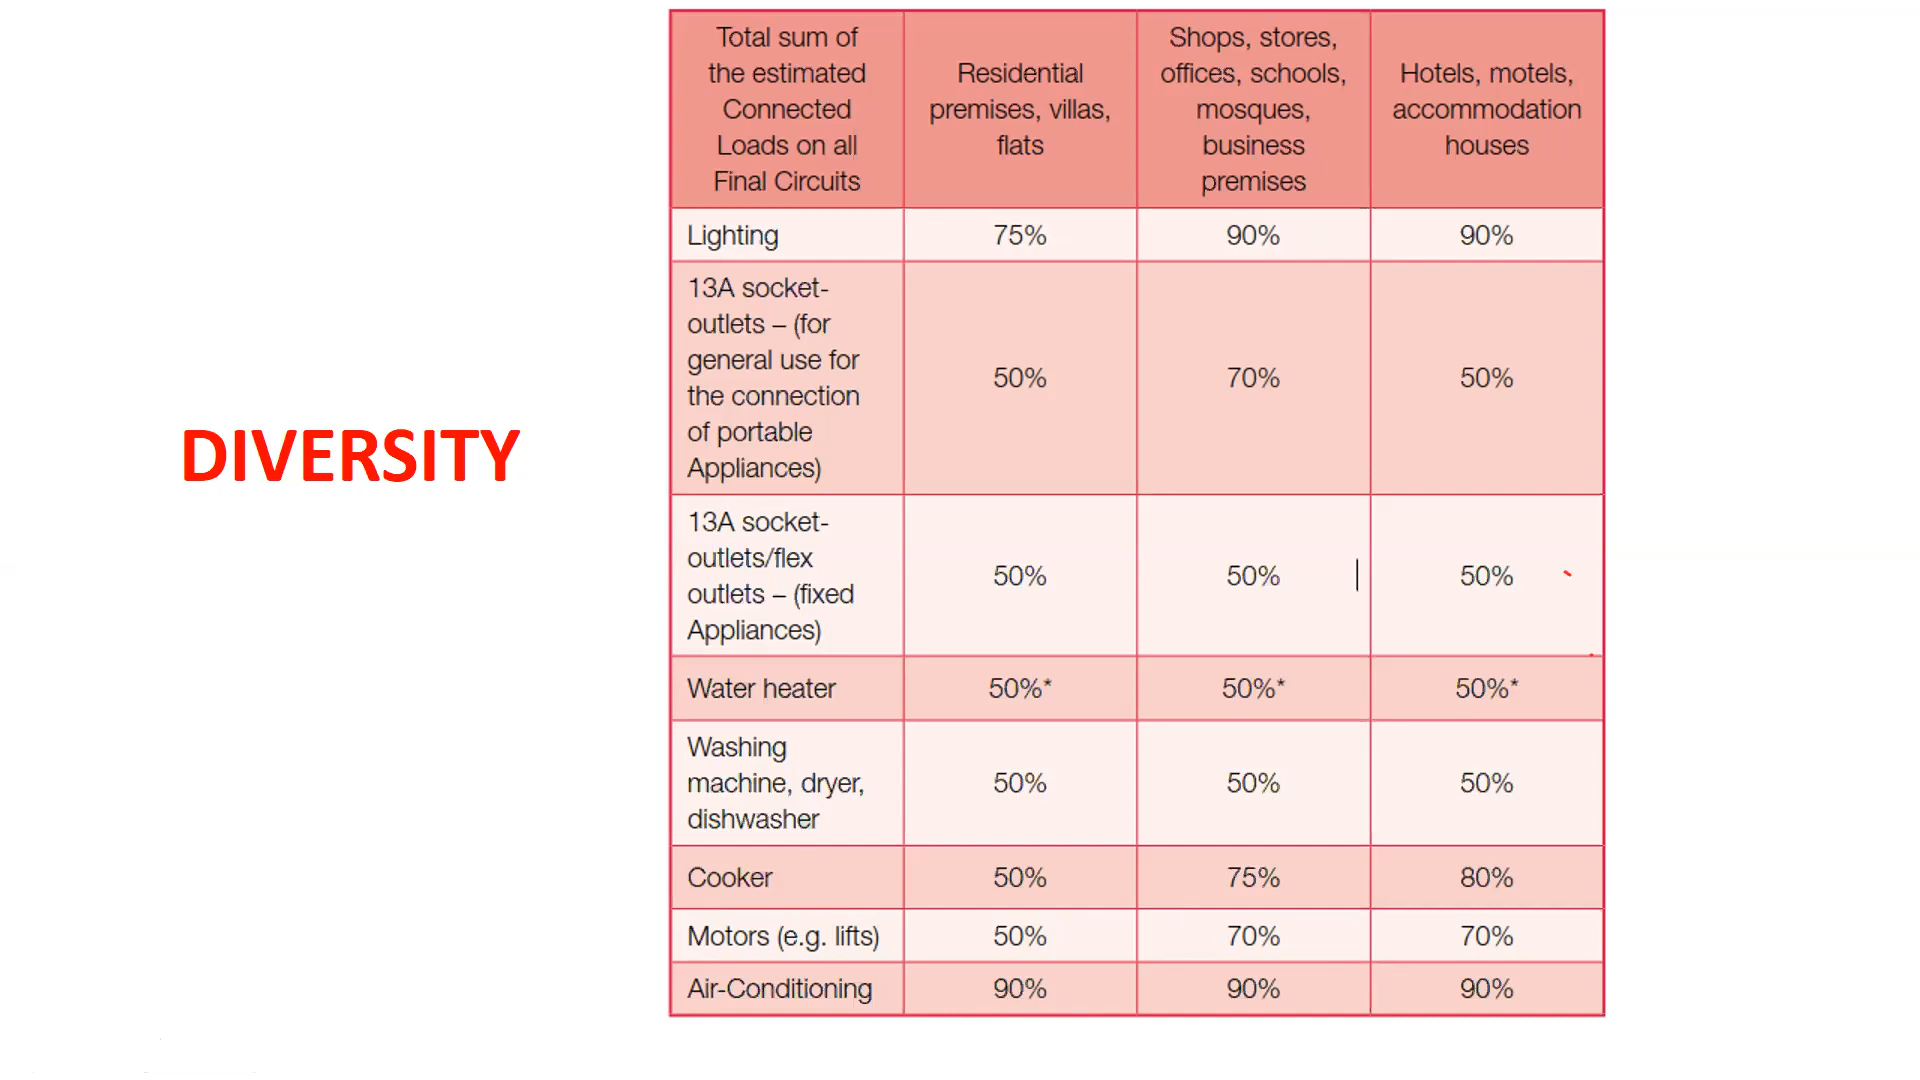 DIVERSITY
Total sum of
the estimated
Connected
Loads on all
Final Circuits
Residential
premises, villas,
flats
Shops, stores,
offices, schools,
mosques,
business
premises
Hotels, motels,
accommodation
houses
Lighting
75%
90%
90%
13A socket-
outlets – (for
general use for
the connection
of portable
Appliances)
50%
70%
50%
13A socket-
outlets/flex
outlets – (fixed
Appliances)
50%
50%
50%
Water heater
50%*
50%*
50%*
Washing
machine, dryer,
dishwasher
50%
50%
50%
Cooker
50%
75%
80%
Motors (e.g. lifts)
50%
70%
70%
Air-Conditioning
90%
90%
90%